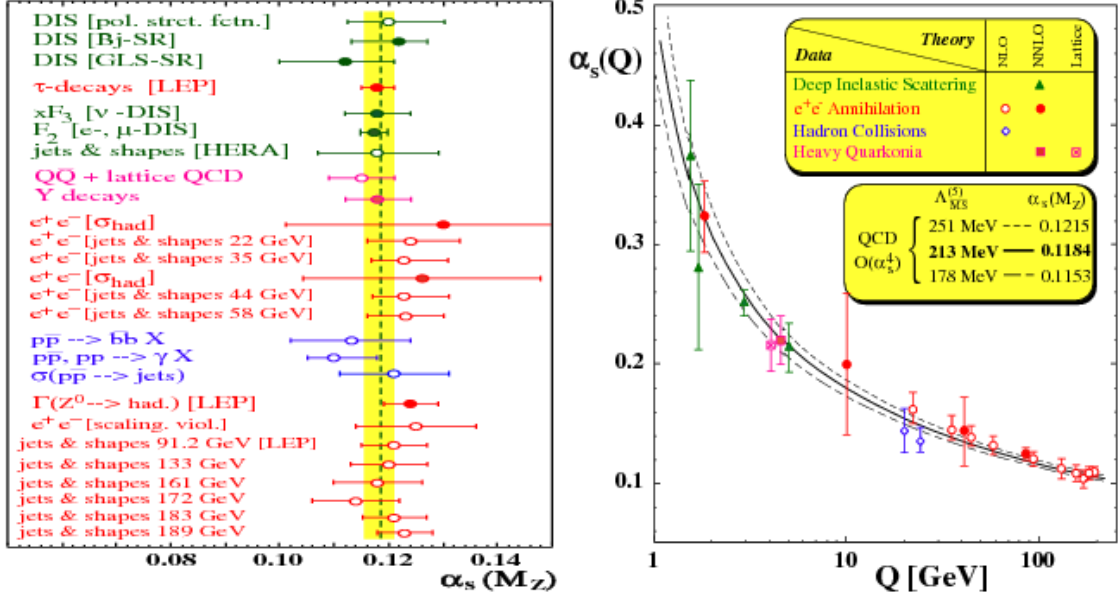 DIS [pol. strct. fctn.]
DIS [Bj-SR]
DIS [GLS-SR]
τ-decays [LEP]
xF₃ [ν -DIS]
F₂ [e-, μ-DIS]
jets & shapes [HERA]
QQ̅ + lattice QCD
Υ decays
e⁺ e⁻[σhad]
e⁺ e⁻[jets & shapes 22 GeV]
e⁺ e⁻[jets & shapes 35 GeV]
e⁺ e⁻[σhad]
e⁺ e⁻[jets & shapes 44 GeV]
e⁺ e⁻[jets & shapes 58 GeV]
pp̅ --> b̅b X
pp̅, pp --> γ X
σ(pp̅ --> jets)
Γ(Z⁰--> had.) [LEP]
e⁺ e⁻[scaling. viol.]
jets & shapes 91.2 GeV [LEP]
jets & shapes 133 GeV
jets & shapes 161 GeV
jets & shapes 172 GeV
jets & shapes 183 GeV
jets & shapes 189 GeV
0.08 0.10 0.12 0.14
αₛ (M_Z)
0.5
0.4
0.3
0.2
0.1
αₛ(Q)
Data Theory NLO NNLO Lattice
Deep Inelastic Scattering
e⁺e⁻ Annihilation
Hadron Collisions
Heavy Quarkonia
Λ_MS̅^(5) αₛ(M_Z)
QCD O(αₛ⁴)
251 MeV 0.1215
213 MeV 0.1184
178 MeV 0.1153
1 10 100
Q [GeV]